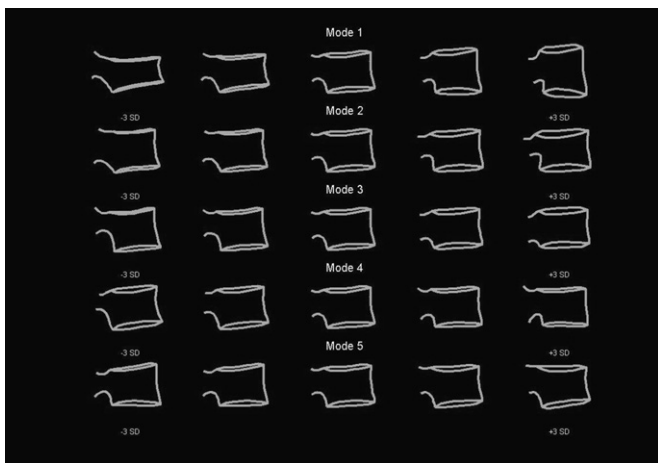 Mode 1
-3 SD +3 SD
Mode 2
-3 SD +3 SD
Mode 3
-3 SD +3 SD
Mode 4
-3 SD +3 SD
Mode 5
-3 SD +3 SD